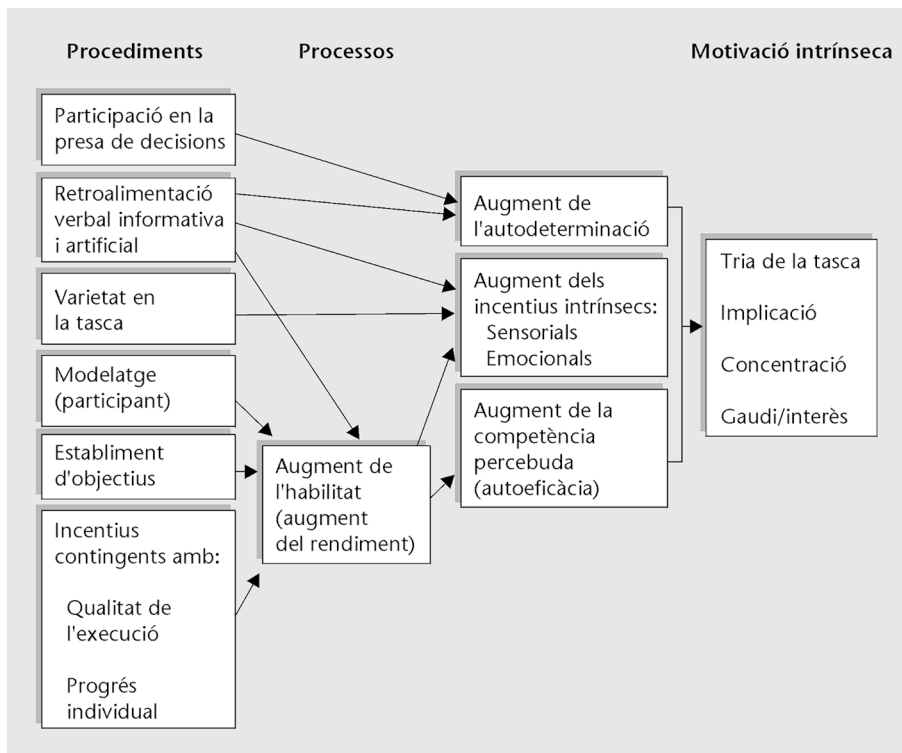 Procediments
Processos
Motivació intrínseca
Participació en la
presa de decisions
Retroalimentació
verbal informativa
i artificial
Varietat en
la tasca
Modelatge
(participant)
Establiment
d'objectius
Incentius
contingents amb:
Qualitat de
l'execució
Progrés
individual
Augment de
l'habilitat
(augment
del rendiment)
Augment de
l'autodeterminació
Augment dels
incentius intrínsecs:
Sensorials
Emocionals
Augment de la
competència
percebuda
(autoeficàcia)
Tria de la tasca
Implicació
Concentració
Gaudi/interès